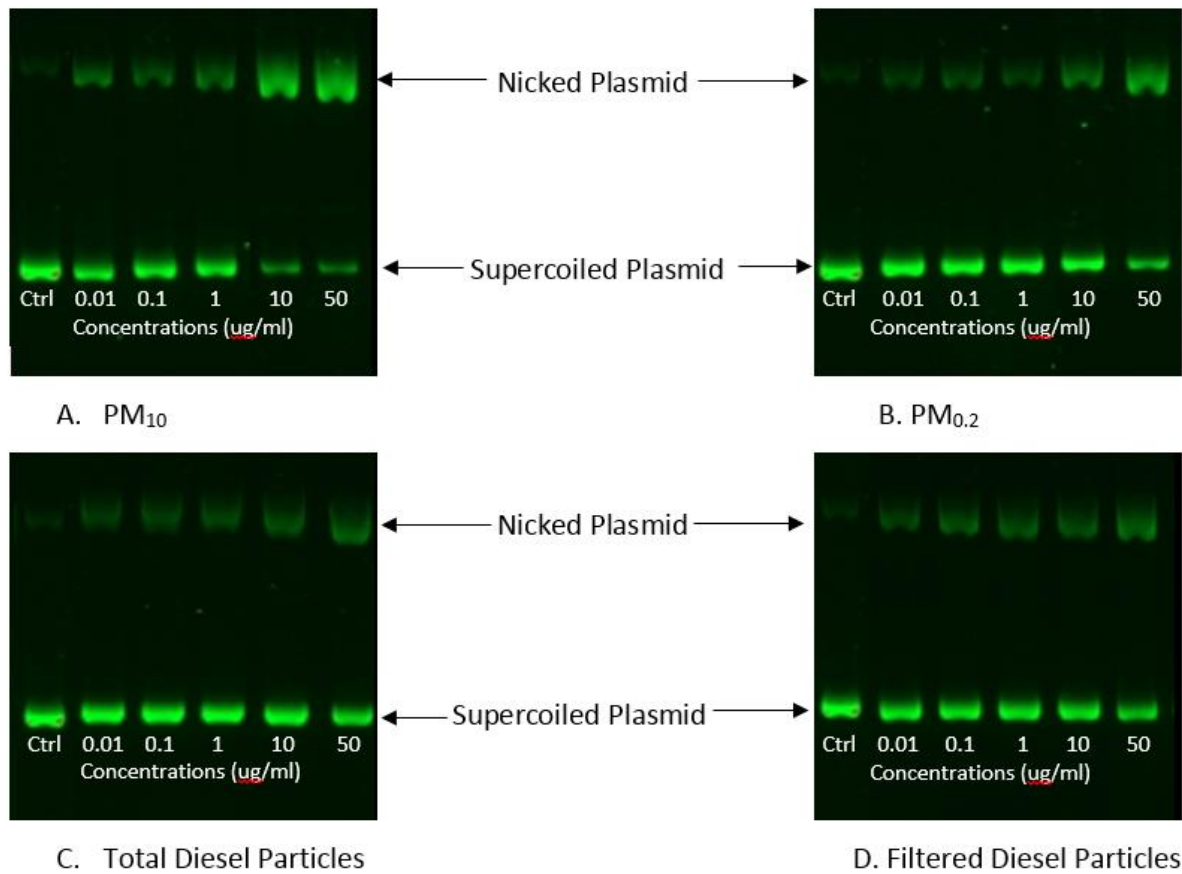 Nicked Plasmid
Supercoiled Plasmid
Ctrl 0.01 0.1 1 10 50
Concentrations (ug/ml)
Ctrl 0.01 0.1 1 10 50
Concentrations (ug/ml)
A. PM10
B. PM0.2
Nicked Plasmid
Supercoiled Plasmid
Ctrl 0.01 0.1 1 10 50
Concentrations (ug/ml)
Ctrl 0.01 0.1 1 10 50
Concentrations (ug/ml)
C. Total Diesel Particles
D. Filtered Diesel Particles